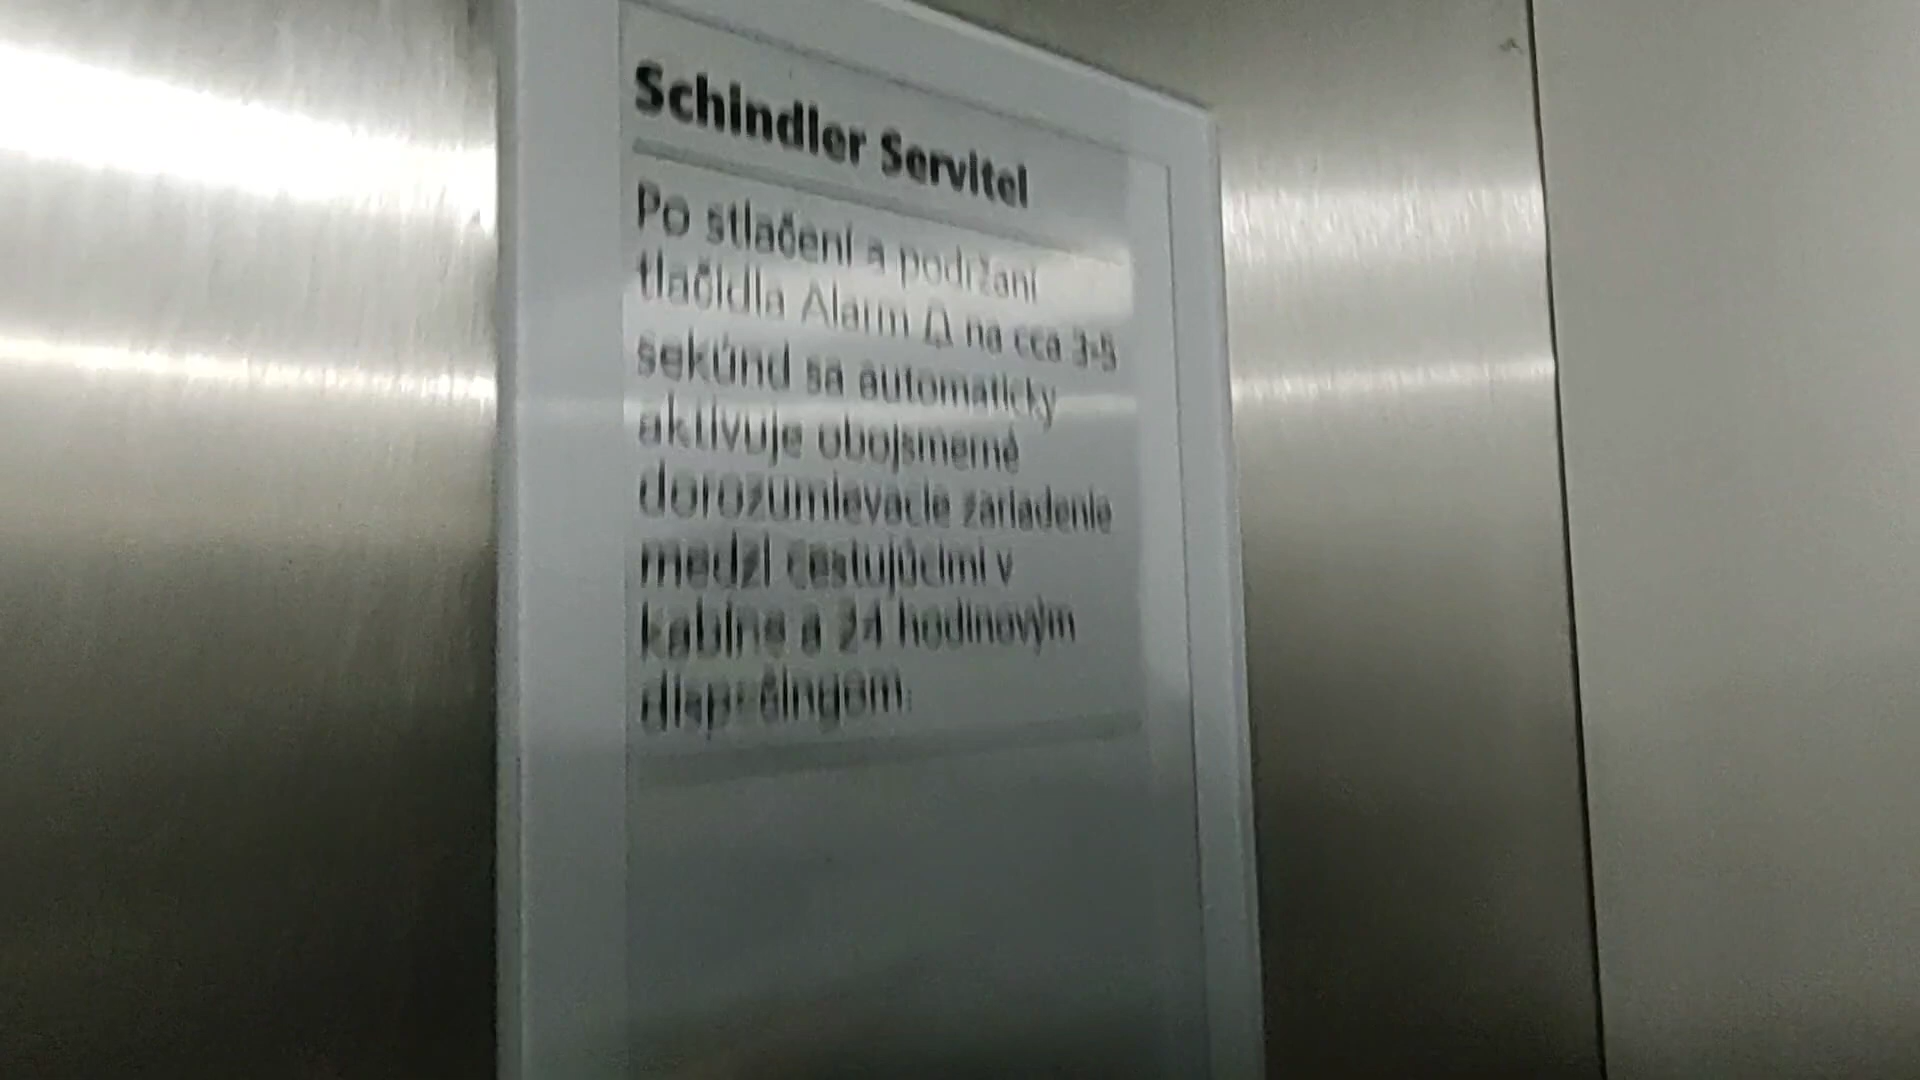 Schindler Servitel
Po stlačení a podržaní
tlačidla Alarm na cca 3-5
sekúnd sa automaticky
aktivuje obojsmerné
dorozumievacie zariadenie
medzi cestujúcimi v
kabíne a 24 hodinovým
dispečingom.